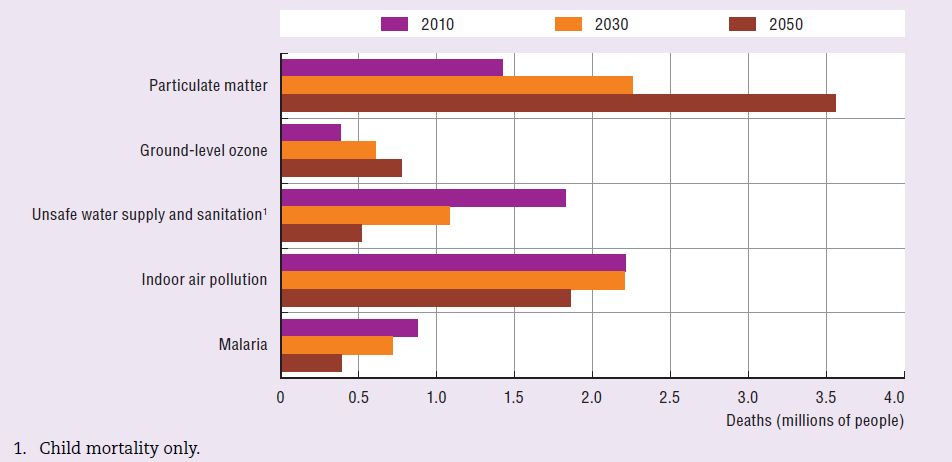 2010 2030 2050
Particulate matter
Ground-level ozone
Unsafe water supply and sanitation¹
Indoor air pollution
Malaria
0 0.5 1.0 1.5 2.0 2.5 3.0 3.5 4.0
Deaths (millions of people)
1. Child mortality only.